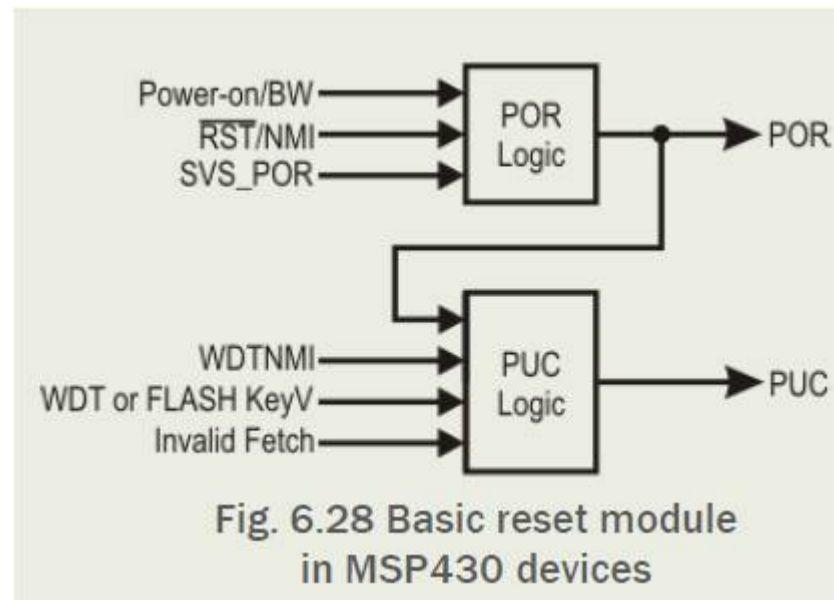 Power-on/BW
RST/NMI
SVS_POR
POR
Logic
POR
WDTNMI
WDT or FLASH KeyV
Invalid Fetch
PUC
Logic
PUC
Fig. 6.28 Basic reset module
in MSP430 devices